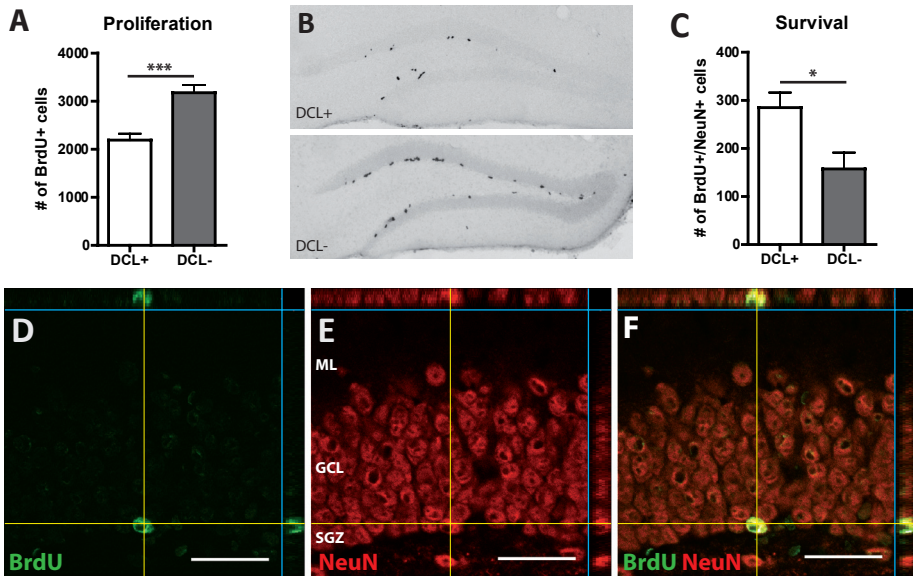 A
Proliferation
# of BrdU+ cells
4000
3000
2000
1000
0
***
DCL+
DCL-
B
DCL+
DCL-
C
Survival
# of BrdU+/NeuN+ cells
400
300
200
100
0
*
DCL+
DCL-
D
BrdU
E
ML
GCL
SGZ
NeuN
F
BrdU NeuN